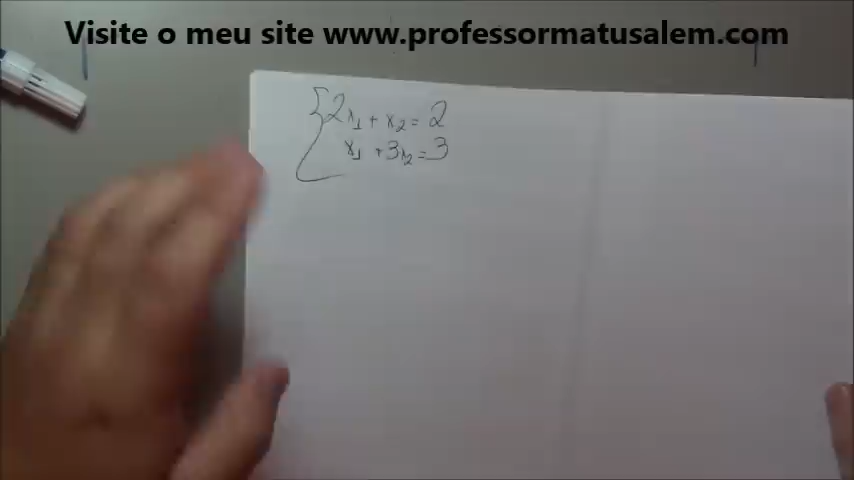 Visite o meu site www.professormatusalem.com
2x₁ + x₂ = 2
x₁ + 3x₂ = 3